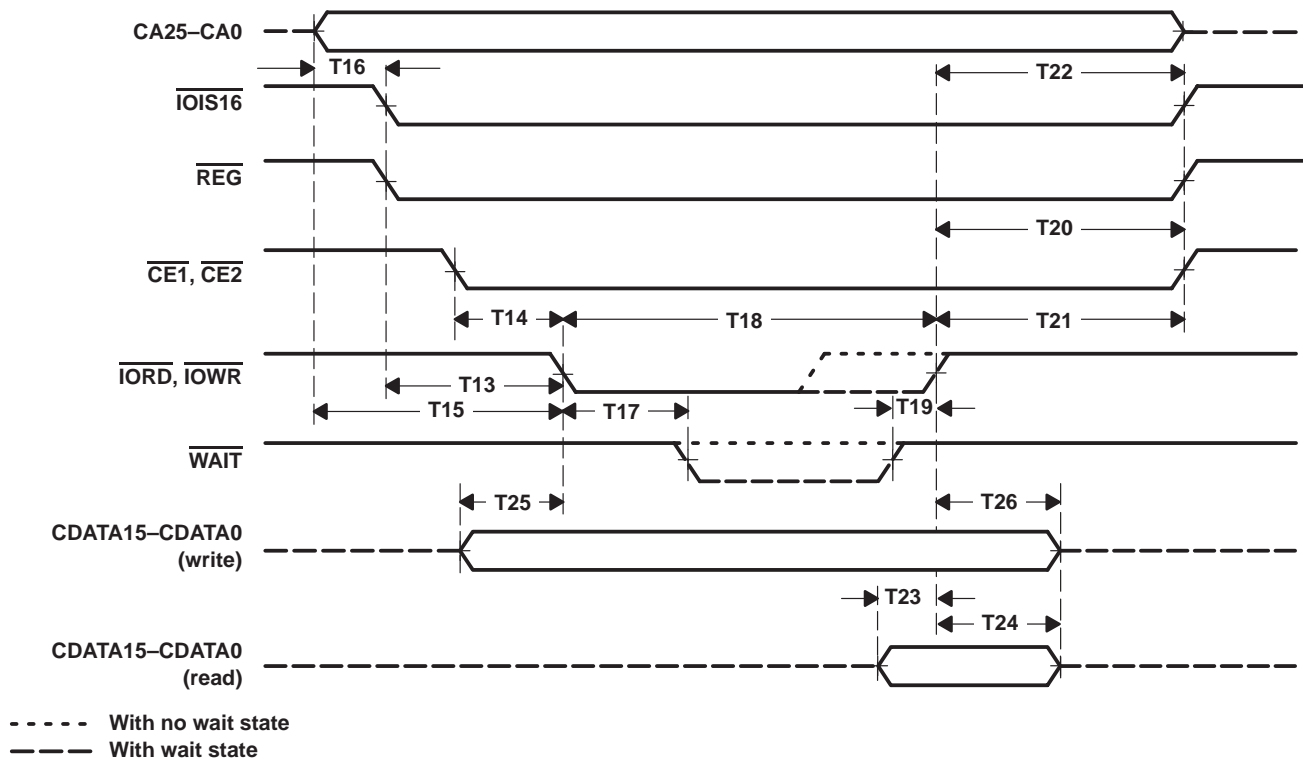 CA25–CA0
T16
T22
IOIS16
REG
T20
CE1, CE2
T14
T18
T21
IORD, IOWR
T13
T15
T17
T19
WAIT
T25
T26
CDATA15–CDATA0
(write)
T23
T24
CDATA15–CDATA0
(read)
With no wait state
With wait state